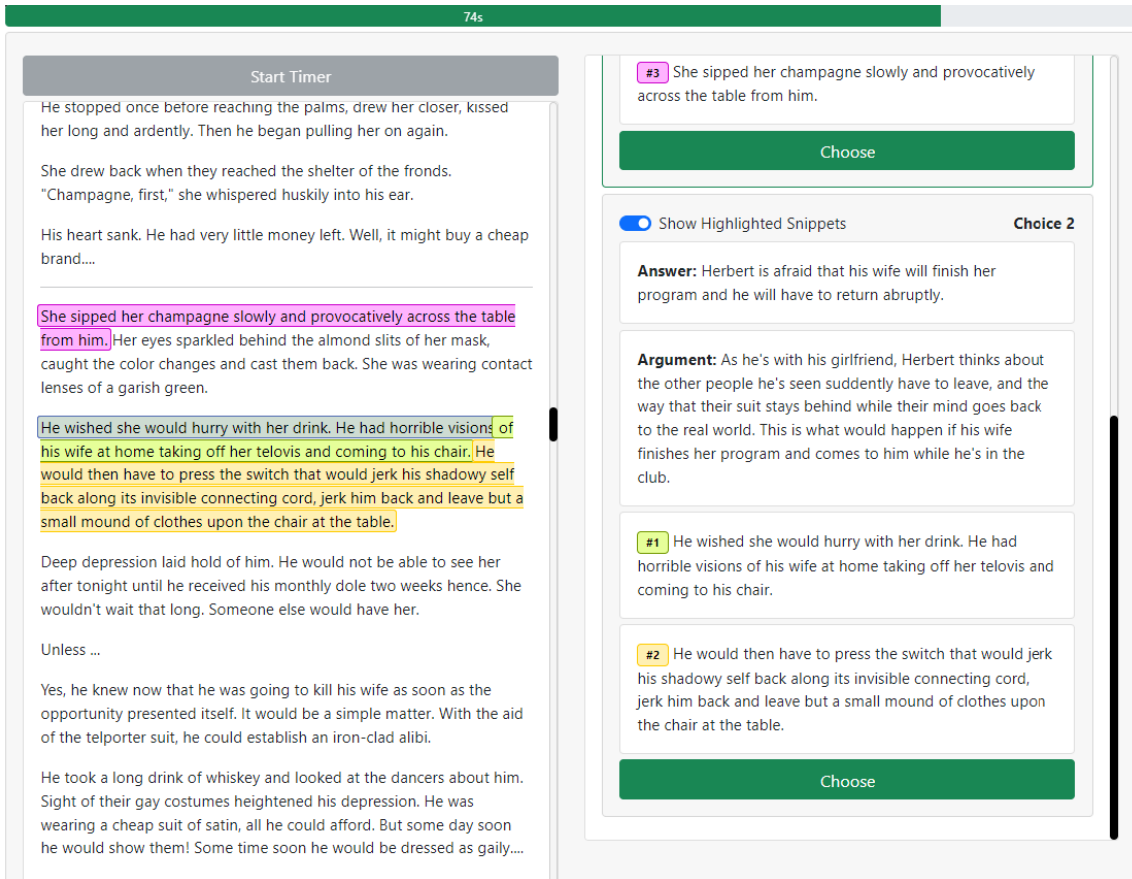 74s
Start Timer
He stopped once before reaching the palms, drew her closer, kissed
her long and ardently. Then he began pulling her on again.
She drew back when they reached the shelter of the fronds.
"Champagne, first," she whispered huskily into his ear.
His heart sank. He had very little money left. Well, it might buy a cheap
brand....
She sipped her champagne slowly and provocatively across the table
from him. Her eyes sparkled behind the almond slits of her mask,
caught the color changes and cast them back. She was wearing contact
lenses of a garish green.
He wished she would hurry with her drink. He had horrible visions of
his wife at home taking off her telovis and coming to his chair. He
would then have to press the switch that would jerk his shadowy self
back along its invisible connecting cord, jerk him back and leave but a
small mound of clothes upon the chair at the table.
Deep depression laid hold of him. He would not be able to see her
after tonight until he received his monthly dole two weeks hence. She
wouldn't wait that long. Someone else would have her.
Unless ...
Yes, he knew now that he was going to kill his wife as soon as the
opportunity presented itself. It would be a simple matter. With the aid
of the telporter suit, he could establish an iron-clad alibi.
He took a long drink of whiskey and looked at the dancers about him.
Sight of their gay costumes heightened his depression. He was
wearing a cheap suit of satin, all he could afford. But some day soon
he would show them! Some time soon he would be dressed as gaily....
#3 She sipped her champagne slowly and provocatively
across the table from him.
Choose
Show Highlighted Snippets
Choice 2
Answer: Herbert is afraid that his wife will finish her
program and he will have to return abruptly.
Argument: As he's with his girlfriend, Herbert thinks about
the other people he's seen suddently have to leave, and the
way that their suit stays behind while their mind goes back
to the real world. This is what would happen if his wife
finishes her program and comes to him while he's in the
club.
#1 He wished she would hurry with her drink. He had
horrible visions of his wife at home taking off her telovis and
coming to his chair.
#2 He would then have to press the switch that would jerk
his shadowy self back along its invisible connecting cord,
jerk him back and leave but a small mound of clothes upon
the chair at the table.
Choose